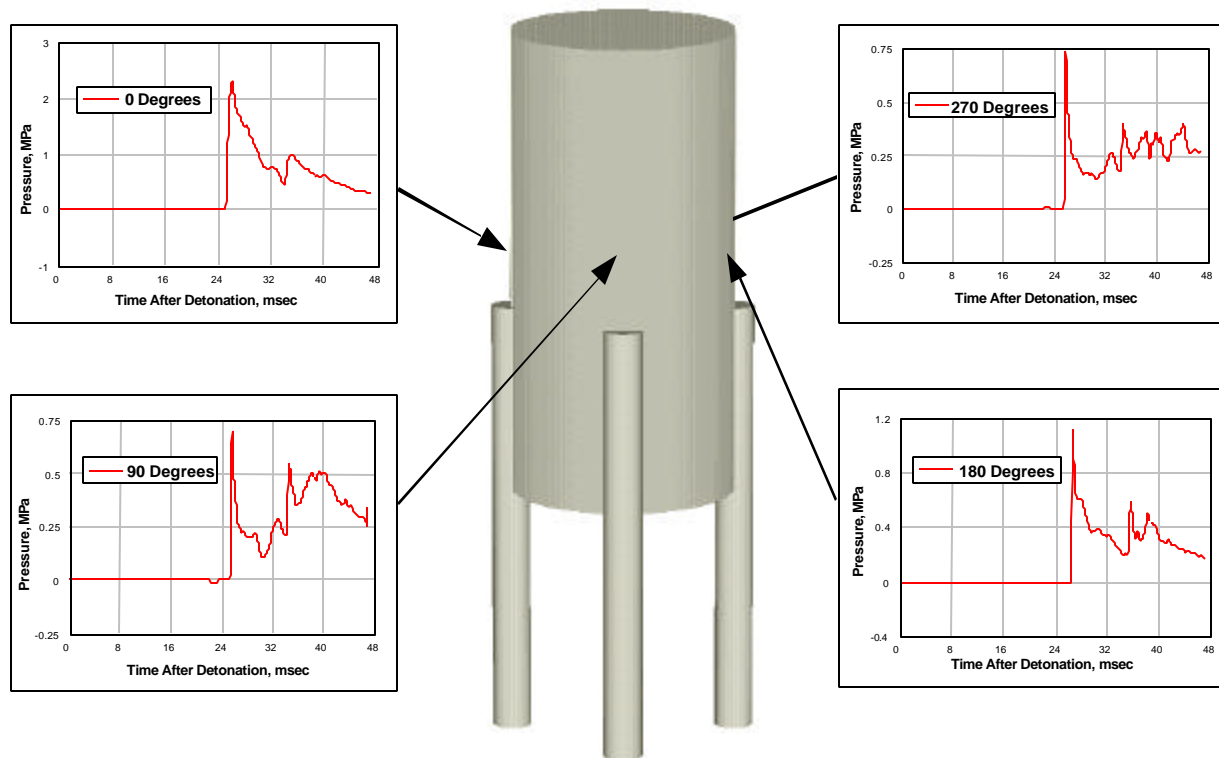 3
2
1
0
-1
0 Degrees
Pressure, MPa
0 8 16 24 32 40 48
Time After Detonation, msec
0.75
0.5
0.25
0
-0.25
270 Degrees
Pressure, MPa
0 8 16 24 32 40 48
Time After Detonation, msec
0.75
0.5
0.25
0
-0.25
90 Degrees
Pressure, MPa
0 8 16 24 32 40 48
Time After Detonation, msec
1.2
0.8
0.4
0
-0.4
180 Degrees
Pressure, MPa
0 8 16 24 32 40 48
Time After Detonation, msec